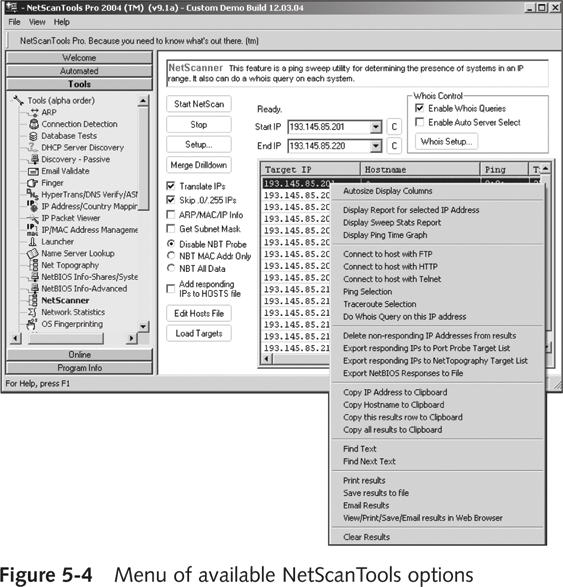 - NetScanTools Pro 2004 (TM) (v9.1a) - Custom Demo Build 12.03.04
File View Help
NetScanTools Pro. Because you need to know what's out there. (tm)
Welcome
Automated
Tools
Tools (alpha order)
ARP
Connection Detection
Database Tests
DHCP Server Discovery
Discovery - Passive
Email Validate
Finger
HyperTrans/DNS Verify/ASN
IP Address/Country Mappin
IP Packet Viewer
IP/MAC Address Manageme
Launcher
Name Server Lookup
Net Topography
NetBIOS Info-Shares/Syste
NetBIOS Info-Advanced
NetScanner
Network Statistics
OS Fingerprinting
Online
Program Info
For Help, press F1
NetScanner This feature is a ping sweep utility for determining the presence of systems in an IP
range. It also can do a whois query on each system.
Start NetScan
Stop
Setup...
Merge Drilldown
Translate IPs
Skip .0/.255 IPs
ARP/MAC/IP Info
Get Subnet Mask
Disable NBT Probe
NBT MAC Addr Only
NBT All Data
Add responding
IPs to HOSTS file
Edit Hosts File
Load Targets
Ready.
Start IP 193.145.85.201 C
End IP 193.145.85.220 C
Whois Control
Enable Whois Queries
Enable Auto Server Select
Whois Setup...
Target IP Hostname Ping
193.145.85.201
193.145.85.20
193.145.85.20
193.145.85.20
193.145.85.20
193.145.85.20
193.145.85.20
193.145.85.20
193.145.85.20
193.145.85.21
193.145.85.21
193.145.85.21
193.145.85.21
193.145.85.21
Autosize Display Columns
Display Report for selected IP Address
Display Sweep Stats Report
Display Ping Time Graph
Connect to host with FTP
Connect to host with HTTP
Connect to host with Telnet
Ping Selection
Traceroute Selection
Do Whois Query on this IP address
Delete non-responding IP Addresses from results
Export responding IPs to Port Probe Target List
Export responding IPs to NetTopography Target List
Export NetBIOS Responses to File
Copy IP Address to Clipboard
Copy Hostname to Clipboard
Copy this results row to Clipboard
Copy all results to Clipboard
Find Text
Find Next Text
Print results
Save results to file
Email Results
View/Print/Save/Email results in Web Browser
Clear Results
Figure 5-4 Menu of available NetScanTools options